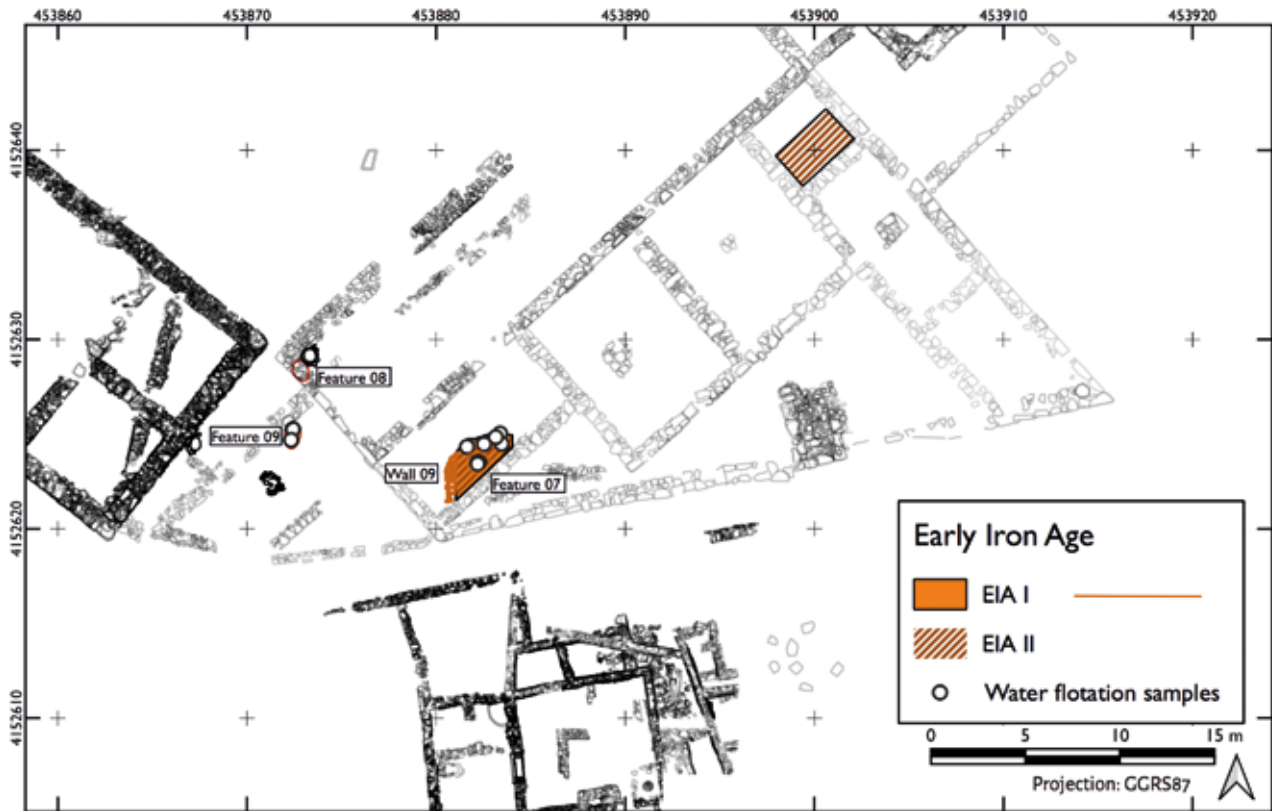 453860 453870 453880 453890 453900 453910 453920
4152640
4152630
4152620
4152610
Feature 08
Feature 09
Wall 09
Feature 07
Early Iron Age
EIA I
EIA II
Water flotation samples
0 5 10 15 m
Projection: GGRS87